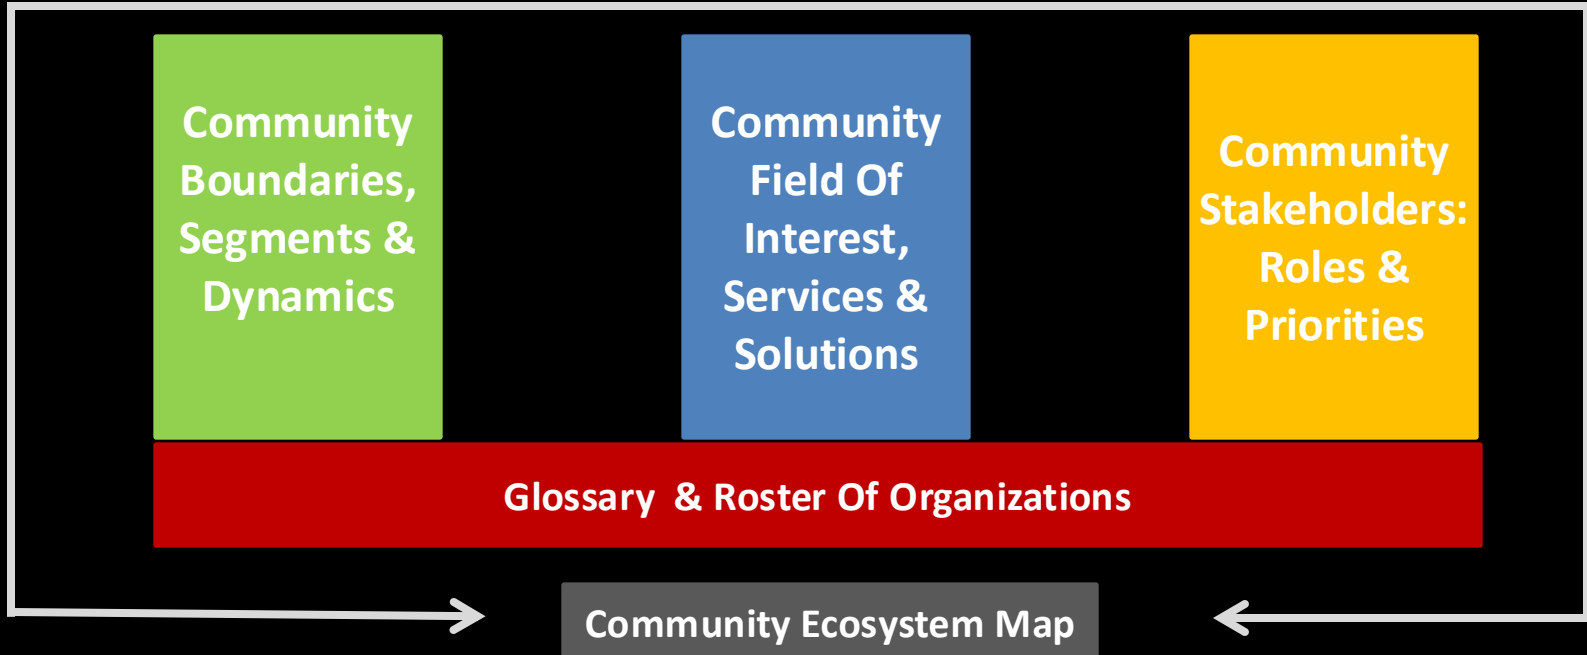 Community
Boundaries,
Segments &
Dynamics
Community
Field Of
Interest,
Services &
Solutions
Community
Stakeholders:
Roles &
Priorities
Glossary & Roster Of Organizations
Community Ecosystem Map